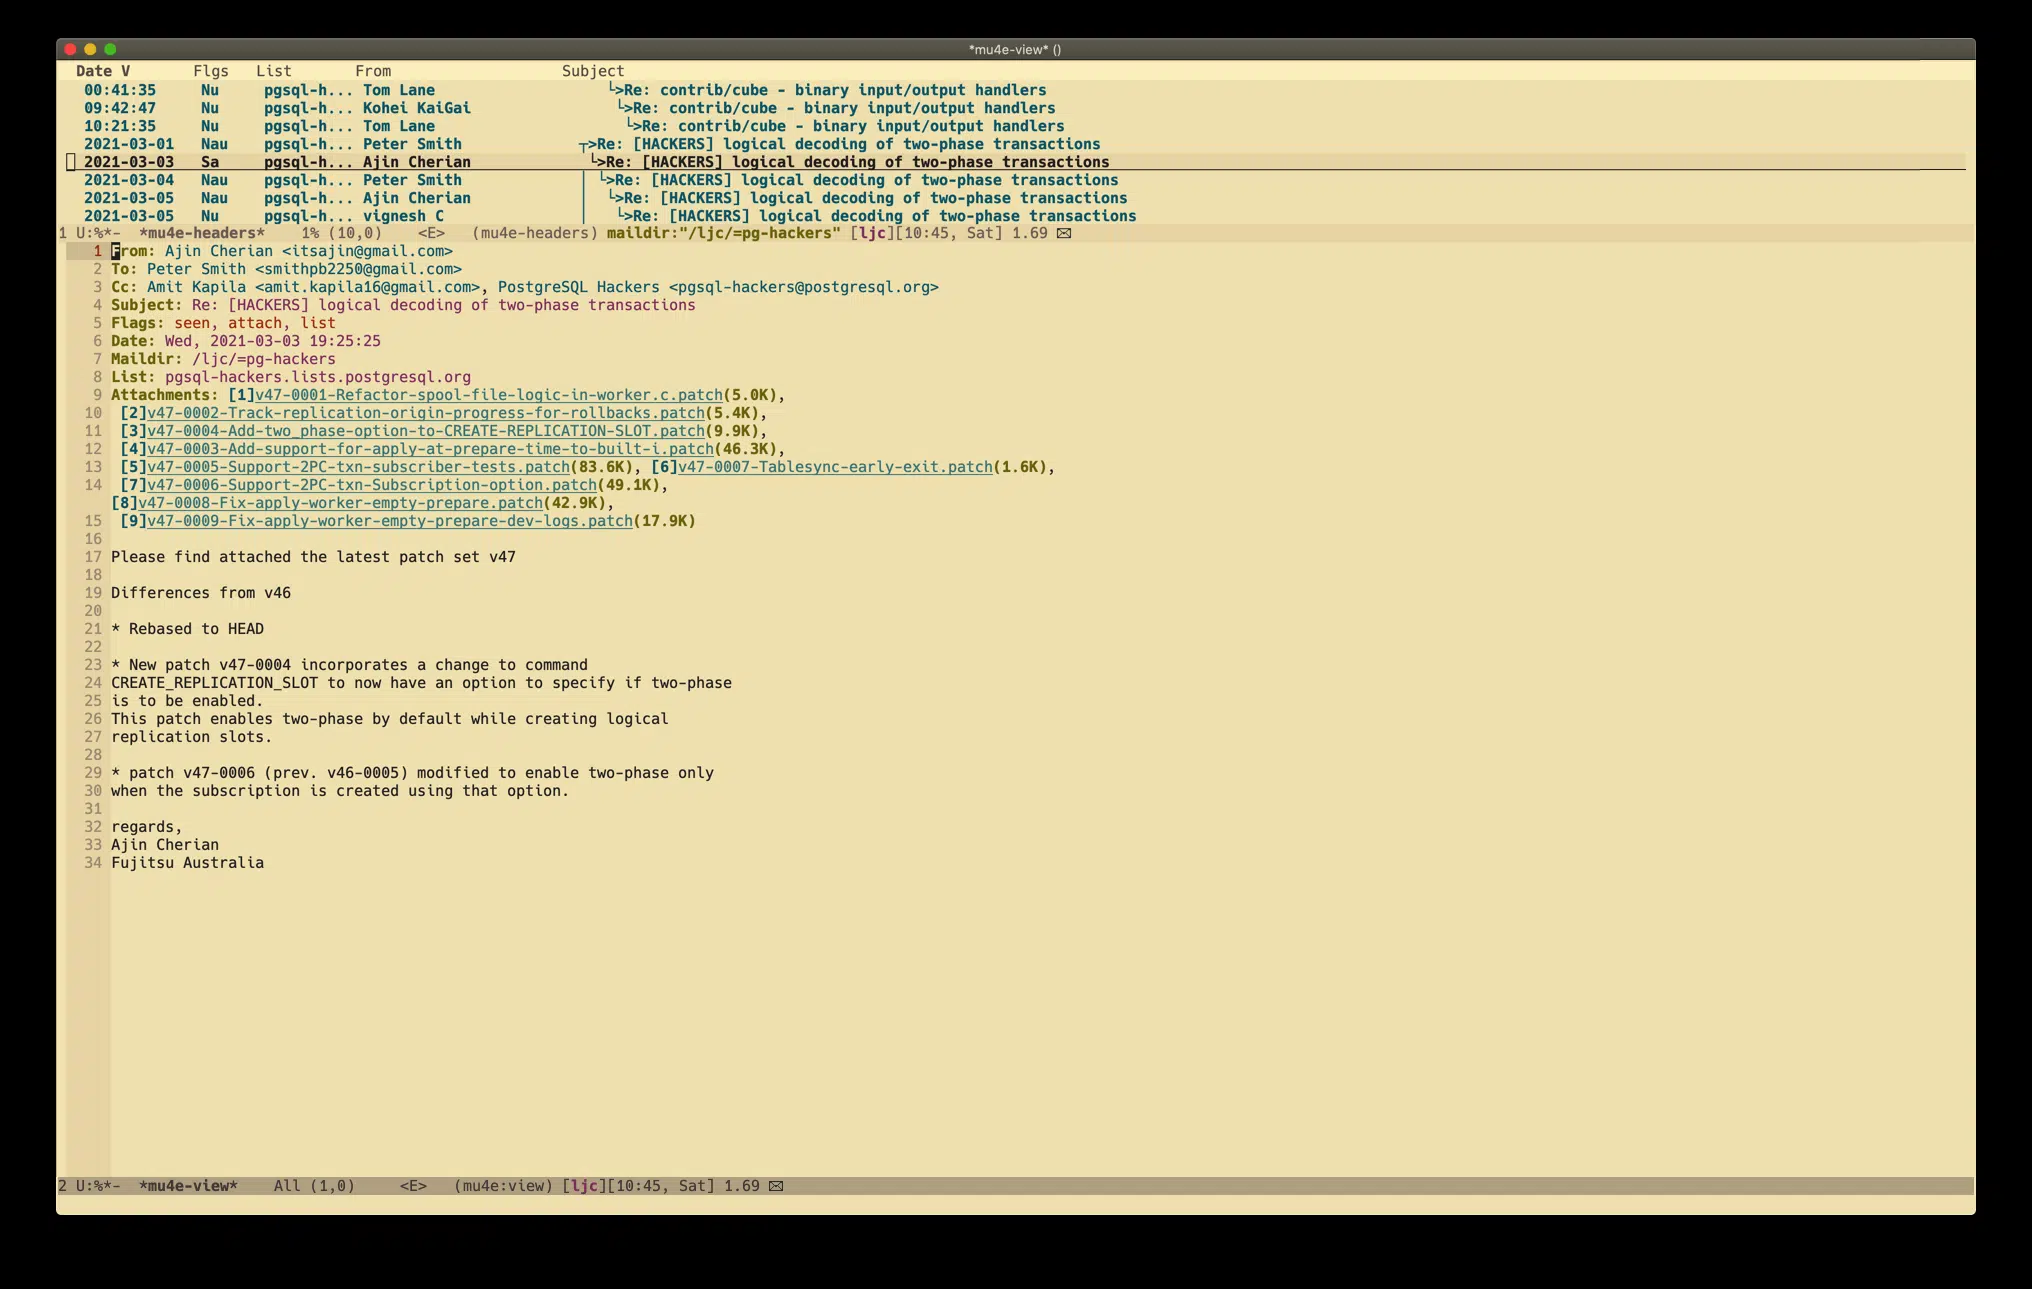 *mu4e-view* ()
Date V Flgs List From Subject
00:41:35 Nu pgsql-h... Tom Lane └>Re: contrib/cube - binary input/output handlers
09:42:47 Nu pgsql-h... Kohei KaiGai └>Re: contrib/cube - binary input/output handlers
10:21:35 Nu pgsql-h... Tom Lane └>Re: contrib/cube - binary input/output handlers
2021-03-01 Nau pgsql-h... Peter Smith ┬>Re: [HACKERS] logical decoding of two-phase transactions
2021-03-03 Sa pgsql-h... Ajin Cherian └>Re: [HACKERS] logical decoding of two-phase transactions
2021-03-04 Nau pgsql-h... Peter Smith │ └>Re: [HACKERS] logical decoding of two-phase transactions
2021-03-05 Nau pgsql-h... Ajin Cherian │ └>Re: [HACKERS] logical decoding of two-phase transactions
2021-03-05 Nu pgsql-h... vignesh C │ └>Re: [HACKERS] logical decoding of two-phase transactions
1 U:%*- *mu4e-headers* 1% (10,0) <E> (mu4e-headers) maildir:"/ljc/=pg-hackers" [ljc][10:45, Sat] 1.69 ✉
1 From: Ajin Cherian <itsajin@gmail.com>
2 To: Peter Smith <smithpb2250@gmail.com>
3 Cc: Amit Kapila <amit.kapila16@gmail.com>, PostgreSQL Hackers <pgsql-hackers@postgresql.org>
4 Subject: Re: [HACKERS] logical decoding of two-phase transactions
5 Flags: seen, attach, list
6 Date: Wed, 2021-03-03 19:25:25
7 Maildir: /ljc/=pg-hackers
8 List: pgsql-hackers.lists.postgresql.org
9 Attachments: [1]v47-0001-Refactor-spool-file-logic-in-worker.c.patch(5.0K),
10 [2]v47-0002-Track-replication-origin-progress-for-rollbacks.patch(5.4K),
11 [3]v47-0004-Add-two_phase-option-to-CREATE-REPLICATION-SLOT.patch(9.9K),
12 [4]v47-0003-Add-support-for-apply-at-prepare-time-to-built-i.patch(46.3K),
13 [5]v47-0005-Support-2PC-txn-subscriber-tests.patch(83.6K), [6]v47-0007-Tablesync-early-exit.patch(1.6K),
14 [7]v47-0006-Support-2PC-txn-Subscription-option.patch(49.1K),
[8]v47-0008-Fix-apply-worker-empty-prepare.patch(42.9K),
15 [9]v47-0009-Fix-apply-worker-empty-prepare-dev-logs.patch(17.9K)
16
17 Please find attached the latest patch set v47
18
19 Differences from v46
20
21 * Rebased to HEAD
22
23 * New patch v47-0004 incorporates a change to command
24 CREATE_REPLICATION_SLOT to now have an option to specify if two-phase
25 is to be enabled.
26 This patch enables two-phase by default while creating logical
27 replication slots.
28
29 * patch v47-0006 (prev. v46-0005) modified to enable two-phase only
30 when the subscription is created using that option.
31
32 regards,
33 Ajin Cherian
34 Fujitsu Australia
2 U:%*- *mu4e-view* All (1,0) <E> (mu4e:view) [ljc][10:45, Sat] 1.69 ✉